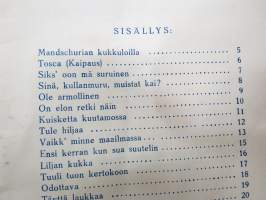 SISÄLLYS:
Mandschurian kukkuloilla 5
Tosca (Kaipaus) 6
Siks' oon mä suruinen 7
Sinä, kullanmuru, muistat kai? 8
Ole armollinen 9
On elon retki näin 10
Kuisketta kuutamossa 11
Tule hiljaa 12
Vaikk' minne maailmassa 13
Ensi kerran kun sua suutelin 14
Liljan kukka
Tuuli tuon kertokoon
Odottava 18
laukkaa 20